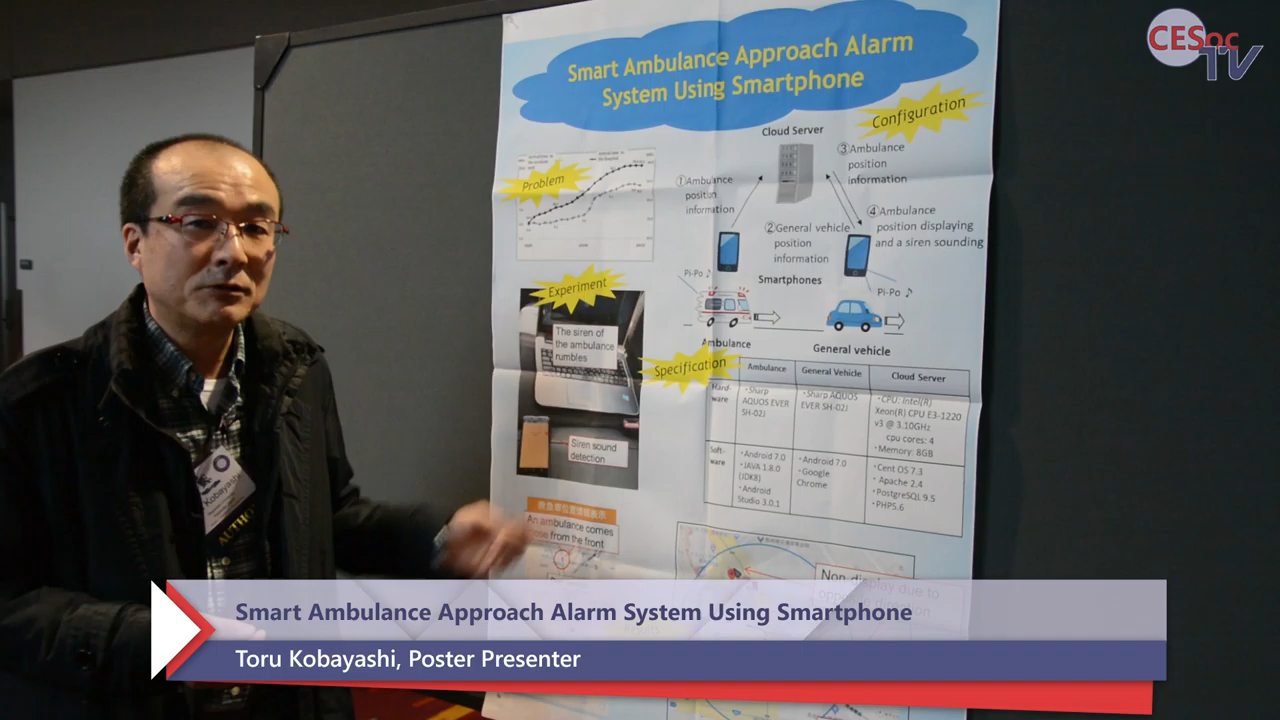 CESoc
TV
Smart Ambulance Approach Alarm
System Using Smartphone
Configuration
Cloud Server
③Ambulance
position
information
Problem
①Ambulance
position
information
②General vehicle
position
information
④Ambulance
position displaying
and a siren sounding
Smartphones
Pi-Po ♪
Pi-Po ♪
Ambulance
General vehicle
Experiment
The siren of
the ambulance
rumbles
Siren sound
detection
Specification
Ambulance
General Vehicle
Cloud Server
Hard-
ware
・Sharp
AQUOS EVER
SH-02J
・Sharp AQUOS
EVER SH-02J
・CPU: Intel(R)
Xeon(R) CPU E3-1220
v3 @ 3.10GHz
cpu cores: 4
・Memory: 8GB
Soft-
ware
・Android 7.0
・JAVA 1.8.0
(JDK8)
・Android
Studio 3.0.1
・Android 7.0
・Google
Chrome
・Cent OS 7.3
・Apache 2.4
・PostgreSQL 9.5
・PHP5.6
An ambulance comes
from the front
Non-display due to
Kobayashi
AUTHO
Smart Ambulance Approach Alarm System Using Smartphone
Toru Kobayashi, Poster Presenter